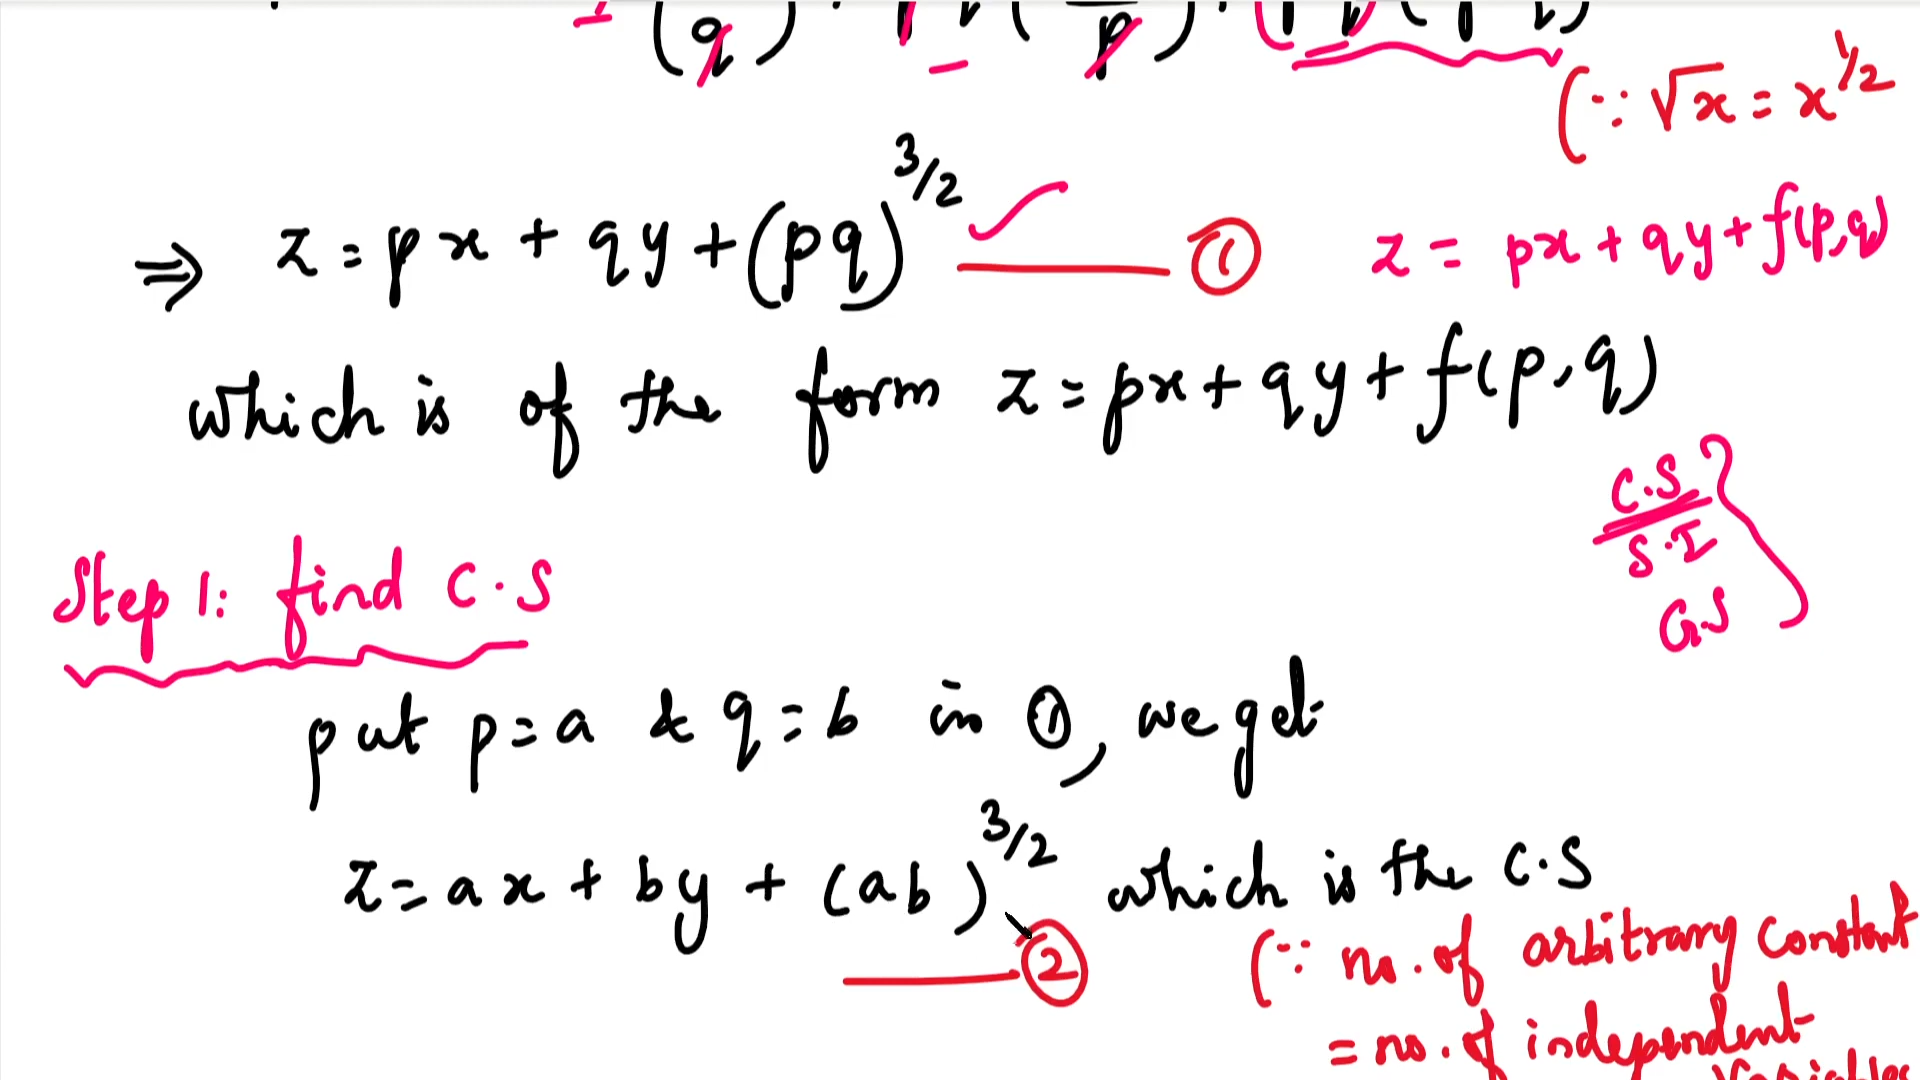 (∵ √x = x^1/2
⇒ z = px + qy + (pq)^3/2 ——— ①
z = px + qy + f(p,q)
which is of the form z = px + qy + f(p,q)
C.S
S.I
G.S
Step 1: find C.S
put p = a & q = b in ①, we get
z = ax + by + (ab)^3/2 which is the C.S
——— ②
(∵ no. of arbitrary constant
= no. of independent
variables